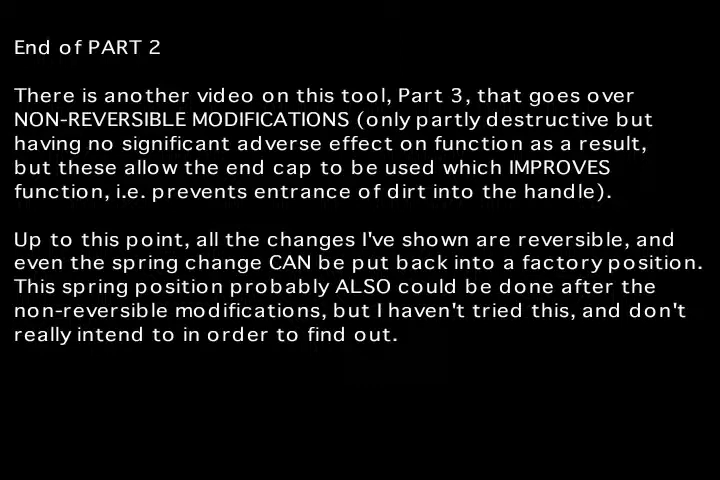 End of PART 2
There is another video on this tool, Part 3, that goes over
NON-REVERSIBLE MODIFICATIONS (only partly destructive but
having no significant adverse effect on function as a result,
but these allow the end cap to be used which IMPROVES
function, i.e. prevents entrance of dirt into the handle).
Up to this point, all the changes I've shown are reversible, and
even the spring change CAN be put back into a factory position.
This spring position probably ALSO could be done after the
non-reversible modifications, but I haven't tried this, and don't
really intend to in order to find out.